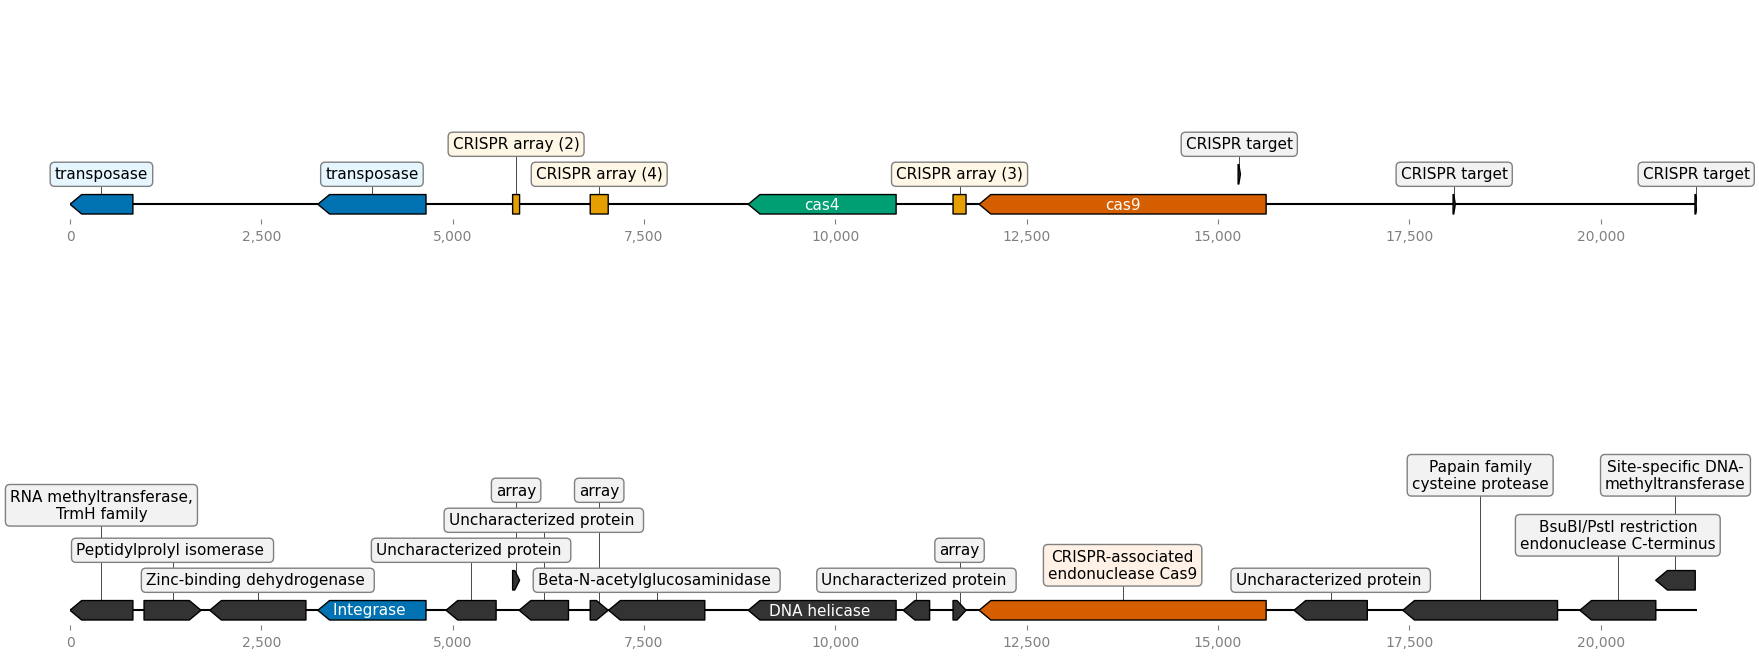 CRISPR array (2)
CRISPR target
transposase
transposase
CRISPR array (4)
CRISPR array (3)
CRISPR target
CRISPR target
cas4
cas9
0
2,500
5,000
7,500
10,000
12,500
15,000
17,500
20,000
Papain family
cysteine protease
Site-specific DNA-
methyltransferase
array
array
RNA methyltransferase,
TrmH family
Uncharacterized protein
BsuBI/PstI restriction
endonuclease C-terminus
Peptidylprolyl isomerase
Uncharacterized protein
array
CRISPR-associated
endonuclease Cas9
Zinc-binding dehydrogenase
Beta-N-acetylglucosaminidase
Uncharacterized protein
Uncharacterized protein
Integrase
DNA helicase
0
2,500
5,000
7,500
10,000
12,500
15,000
17,500
20,000